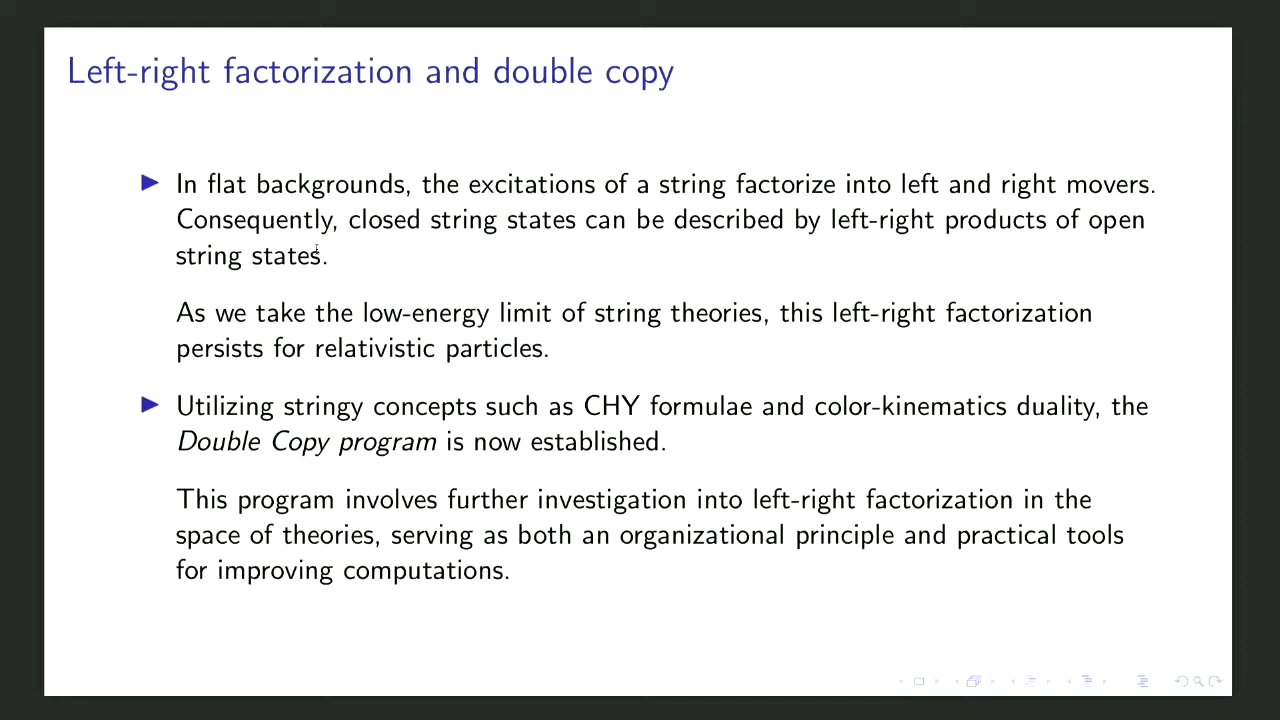 Left-right factorization and double copy
In flat backgrounds, the excitations of a string factorize into left and right movers.
Consequently, closed string states can be described by left-right products of open
string states.
As we take the low-energy limit of string theories, this left-right factorization
persists for relativistic particles.
Utilizing stringy concepts such as CHY formulae and color-kinematics duality, the
Double Copy program is now established.
This program involves further investigation into left-right factorization in the
space of theories, serving as both an organizational principle and practical tools
for improving computations.